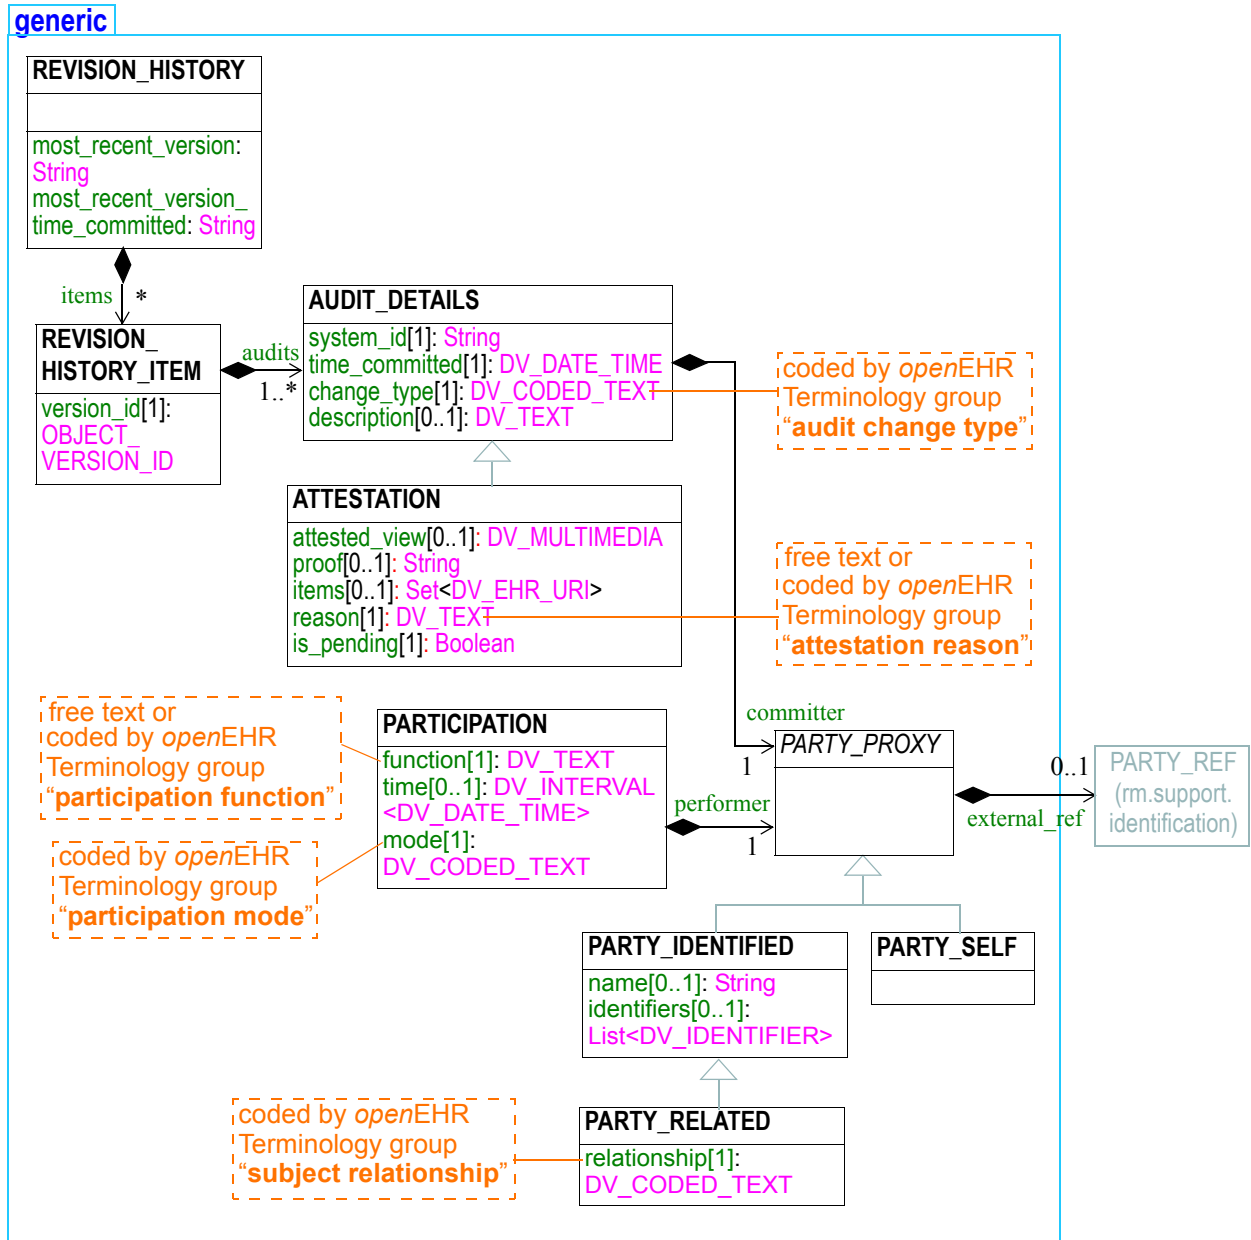 generic
REVISION_HISTORY
most_recent_version:
String
most_recent_version_
time_committed: String
items
*
REVISION_
HISTORY_ITEM
version_id[1]:
OBJECT_
VERSION_ID
audits
1..*
AUDIT_DETAILS
system_id[1]: String
time_committed[1]: DV_DATE_TIME
change_type[1]: DV_CODED_TEXT
description[0..1]: DV_TEXT
coded by openEHR
Terminology group
“audit change type”
ATTESTATION
attested_view[0..1]: DV_MULTIMEDIA
proof[0..1]: String
items[0..1]: Set<DV_EHR_URI>
reason[1]: DV_TEXT
is_pending[1]: Boolean
free text or
coded by openEHR
Terminology group
“attestation reason”
free text or
coded by openEHR
Terminology group
“participation function”
coded by openEHR
Terminology group
“participation mode”
PARTICIPATION
function[1]: DV_TEXT
time[0..1]: DV_INTERVAL
<DV_DATE_TIME>
mode[1]:
DV_CODED_TEXT
performer
1
committer
1
PARTY_PROXY
0..1
external_ref
PARTY_REF
(rm.support.
identification)
PARTY_IDENTIFIED
name[0..1]: String
identifiers[0..1]:
List<DV_IDENTIFIER>
PARTY_SELF
coded by openEHR
Terminology group
“subject relationship”
PARTY_RELATED
relationship[1]:
DV_CODED_TEXT